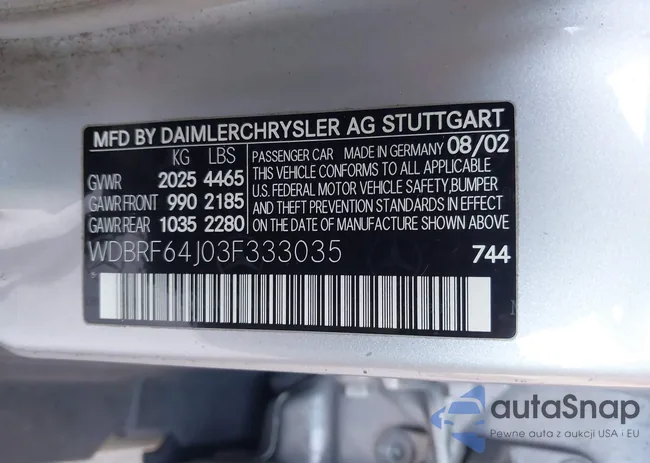 MFD BY DAIMLERCHRYSLER AG STUTTGART
KG LBS
GVWR 2025 4465
GAWR FRONT 990 2185
GAWR REAR 1035 2280
PASSENGER CAR MADE IN GERMANY 08/02
THIS VEHICLE CONFORMS TO ALL APPLICABLE
U.S. FEDERAL MOTOR VEHICLE SAFETY,BUMPER
AND THEFT PREVENTION STANDARDS IN EFFECT
ON THE DATE OF MANUFACTURE SHOWN ABOVE
WDBRF64J03F333035 744
autaSnap
Pewne auta z aukcji USA i EU